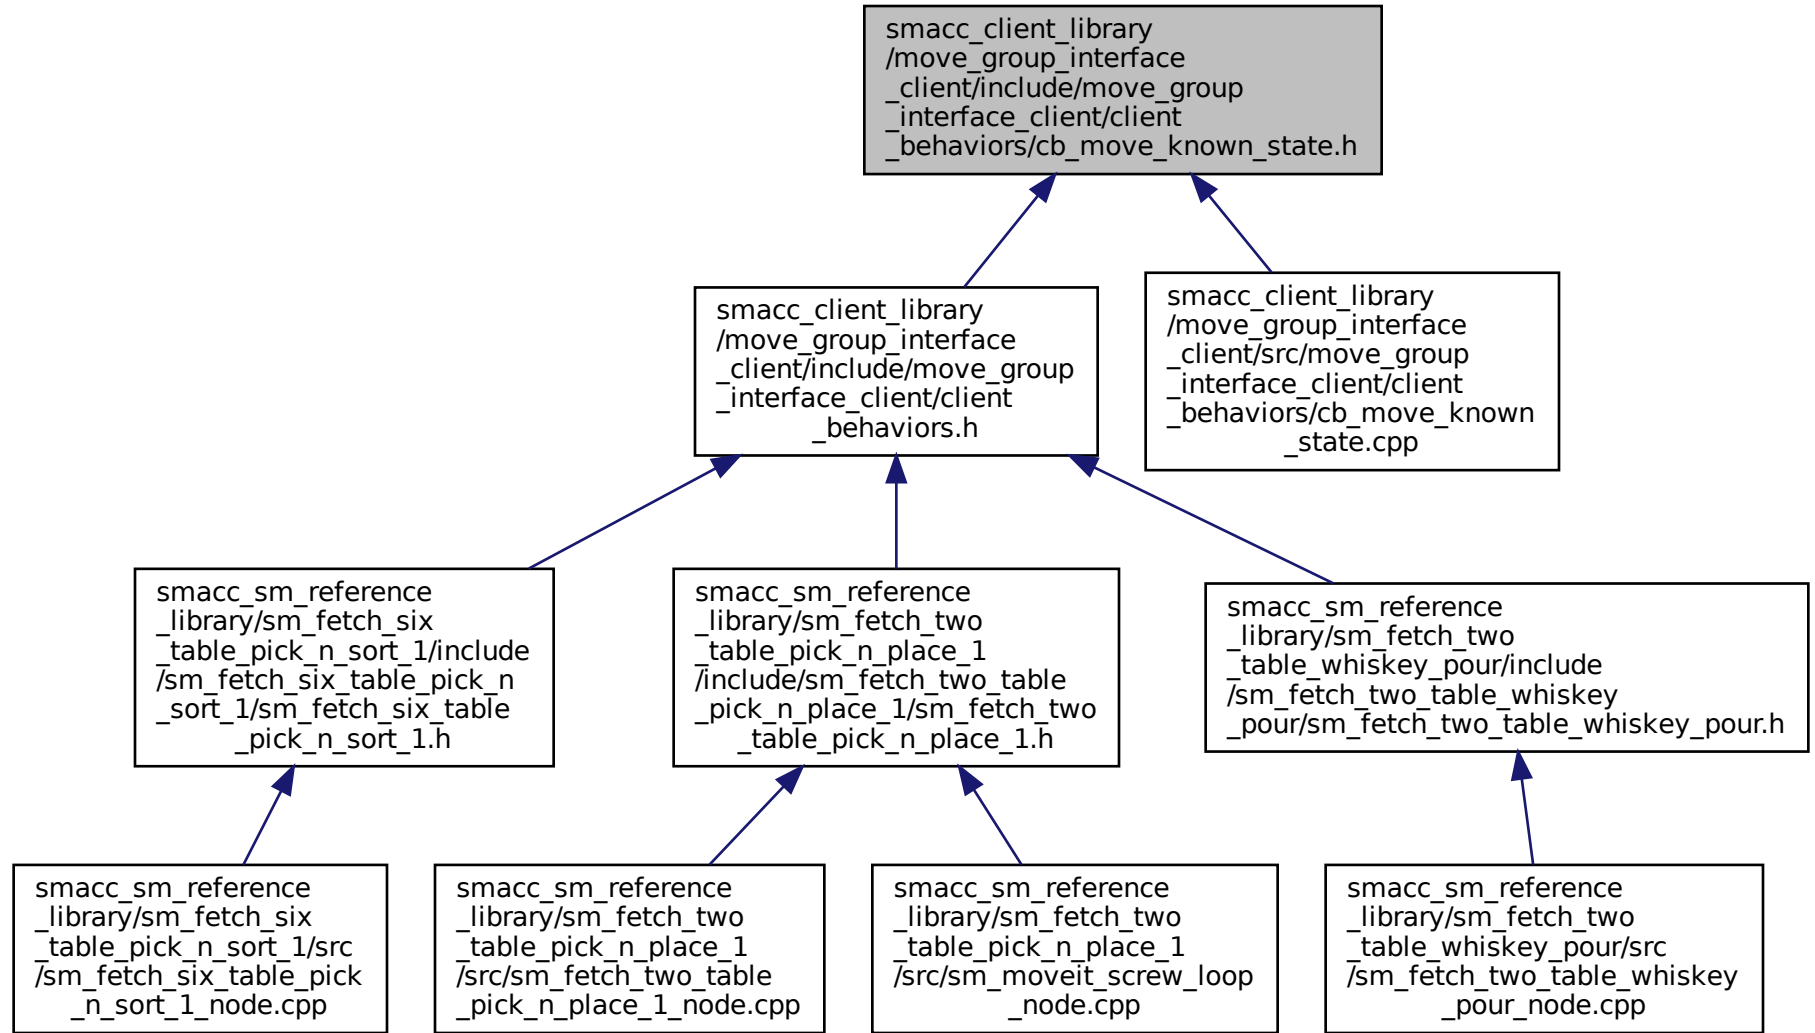 smacc_client_library
/move_group_interface
_client/include/move_group
_interface_client/client
_behaviors/cb_move_known_state.h
smacc_client_library
/move_group_interface
_client/include/move_group
_interface_client/client
_behaviors.h
smacc_client_library
/move_group_interface
_client/src/move_group
_interface_client/client
_behaviors/cb_move_known
_state.cpp
smacc_sm_reference
_library/sm_fetch_six
_table_pick_n_sort_1/include
/sm_fetch_six_table_pick_n
_sort_1/sm_fetch_six_table
_pick_n_sort_1.h
smacc_sm_reference
_library/sm_fetch_two
_table_pick_n_place_1
/include/sm_fetch_two_table
_pick_n_place_1/sm_fetch_two
_table_pick_n_place_1.h
smacc_sm_reference
_library/sm_fetch_two
_table_whiskey_pour/include
/sm_fetch_two_table_whiskey
_pour/sm_fetch_two_table_whiskey_pour.h
smacc_sm_reference
_library/sm_fetch_six
_table_pick_n_sort_1/src
/sm_fetch_six_table_pick
_n_sort_1_node.cpp
smacc_sm_reference
_library/sm_fetch_two
_table_pick_n_place_1
/src/sm_fetch_two_table
_pick_n_place_1_node.cpp
smacc_sm_reference
_library/sm_fetch_two
_table_pick_n_place_1
/src/sm_moveit_screw_loop
_node.cpp
smacc_sm_reference
_library/sm_fetch_two
_table_whiskey_pour/src
/sm_fetch_two_table_whiskey
_pour_node.cpp